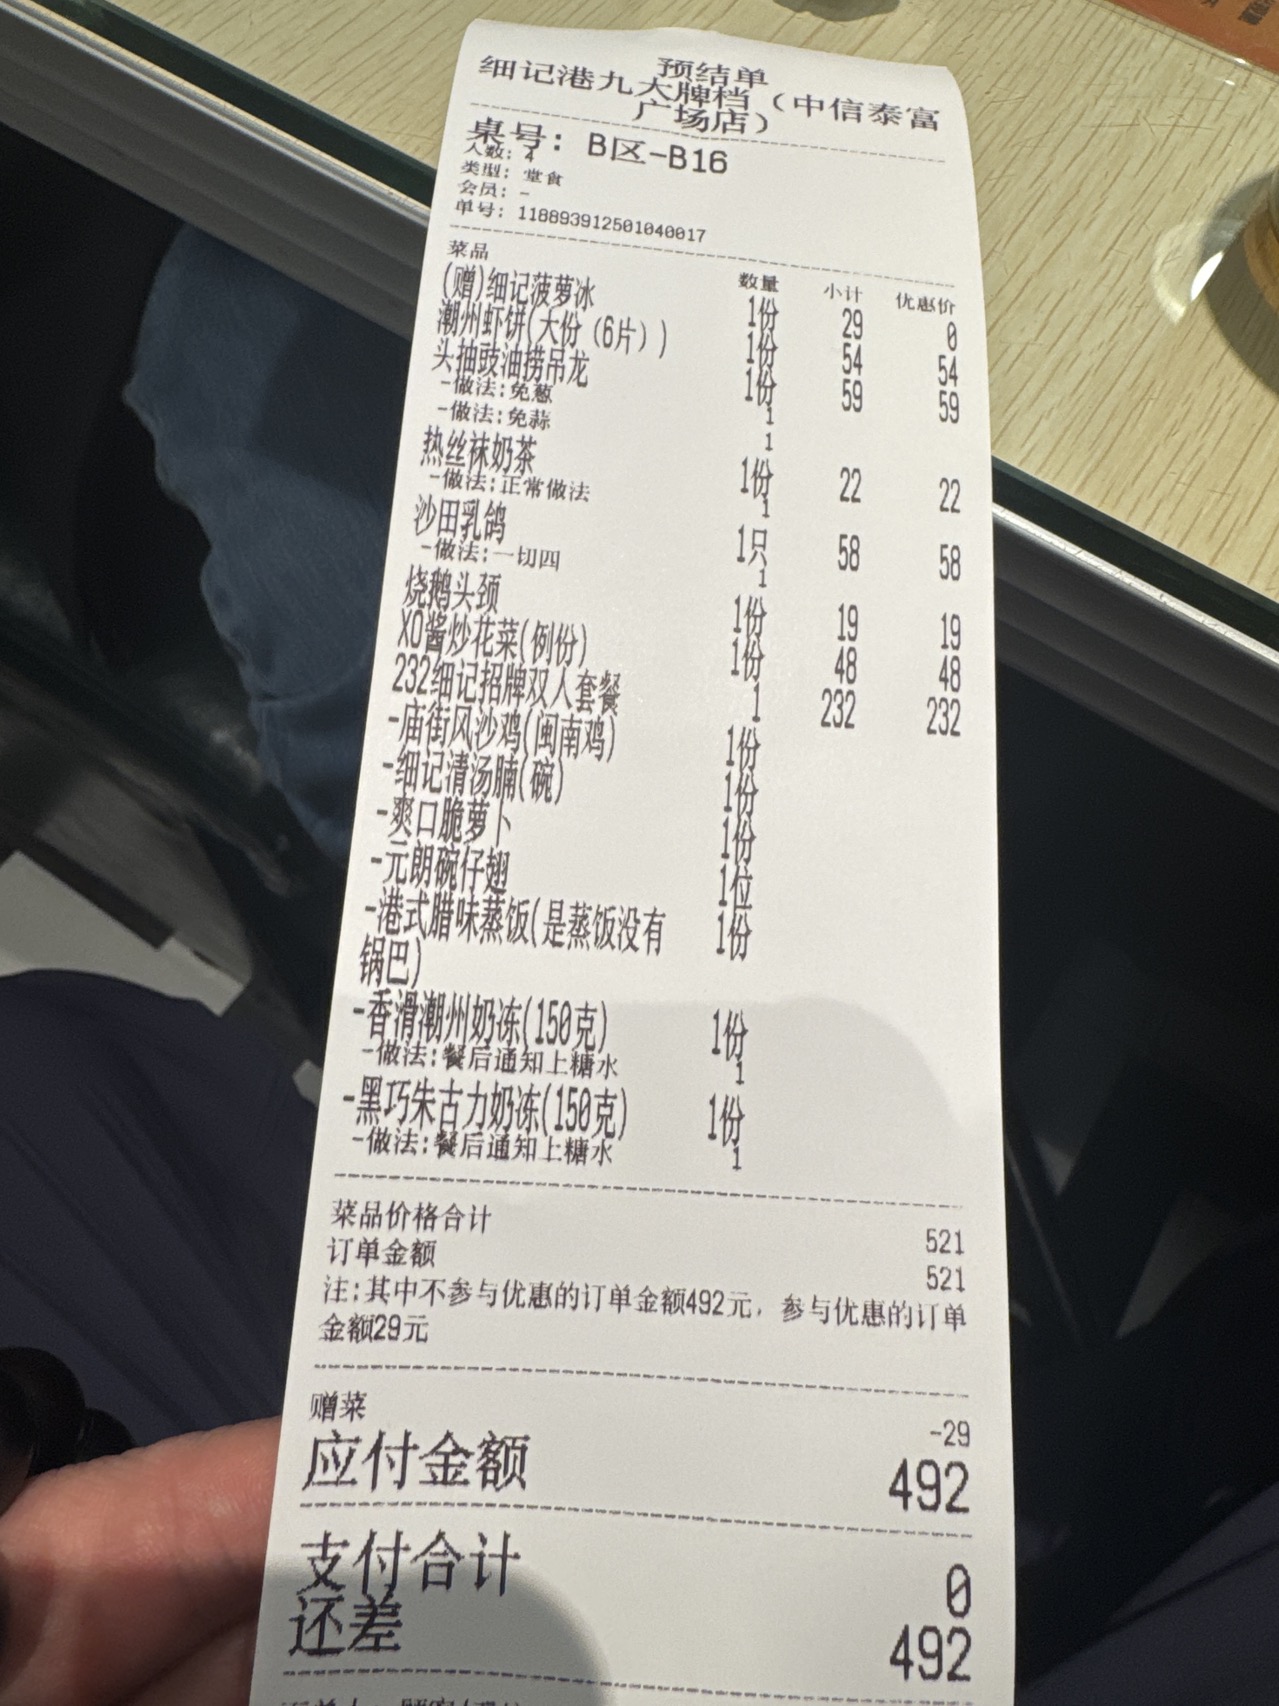 预结单
细记港九大牌档（中信泰富
广场店）
桌号: B区-B16
人数: 4
类型: 堂食
会员: -
单号: 118893912501040017
菜品 数量 小计 优惠价
(赠)细记菠萝冰 1份 29 0
潮州虾饼(大份(6片)) 1份 54 54
头抽豉油捞吊龙 1份 59 59
-做法:免葱 1
-做法:免蒜 1
热丝袜奶茶 1份 22 22
-做法:正常做法 1
沙田乳鸽 1只 58 58
-做法:一切四 1
烧鹅头颈 1份 19 19
XO酱炒花菜(例份) 1份 48 48
232细记招牌双人套餐 1 232 232
-庙街风沙鸡(闽南鸡) 1份
-细记清汤腩(碗) 1份
-爽口脆萝卜 1份
-元朗碗仔翅 1位
-港式腊味蒸饭(是蒸饭没有 1份
锅巴)
-香滑潮州奶冻(150克) 1份
-做法:餐后通知上糖水 1
-黑巧朱古力奶冻(150克) 1份
-做法:餐后通知上糖水 1
菜品价格合计 521
订单金额 521
注:其中不参与优惠的订单金额492元，参与优惠的订单
金额29元
赠菜 -29
应付金额 492
支付合计 0
还差 492